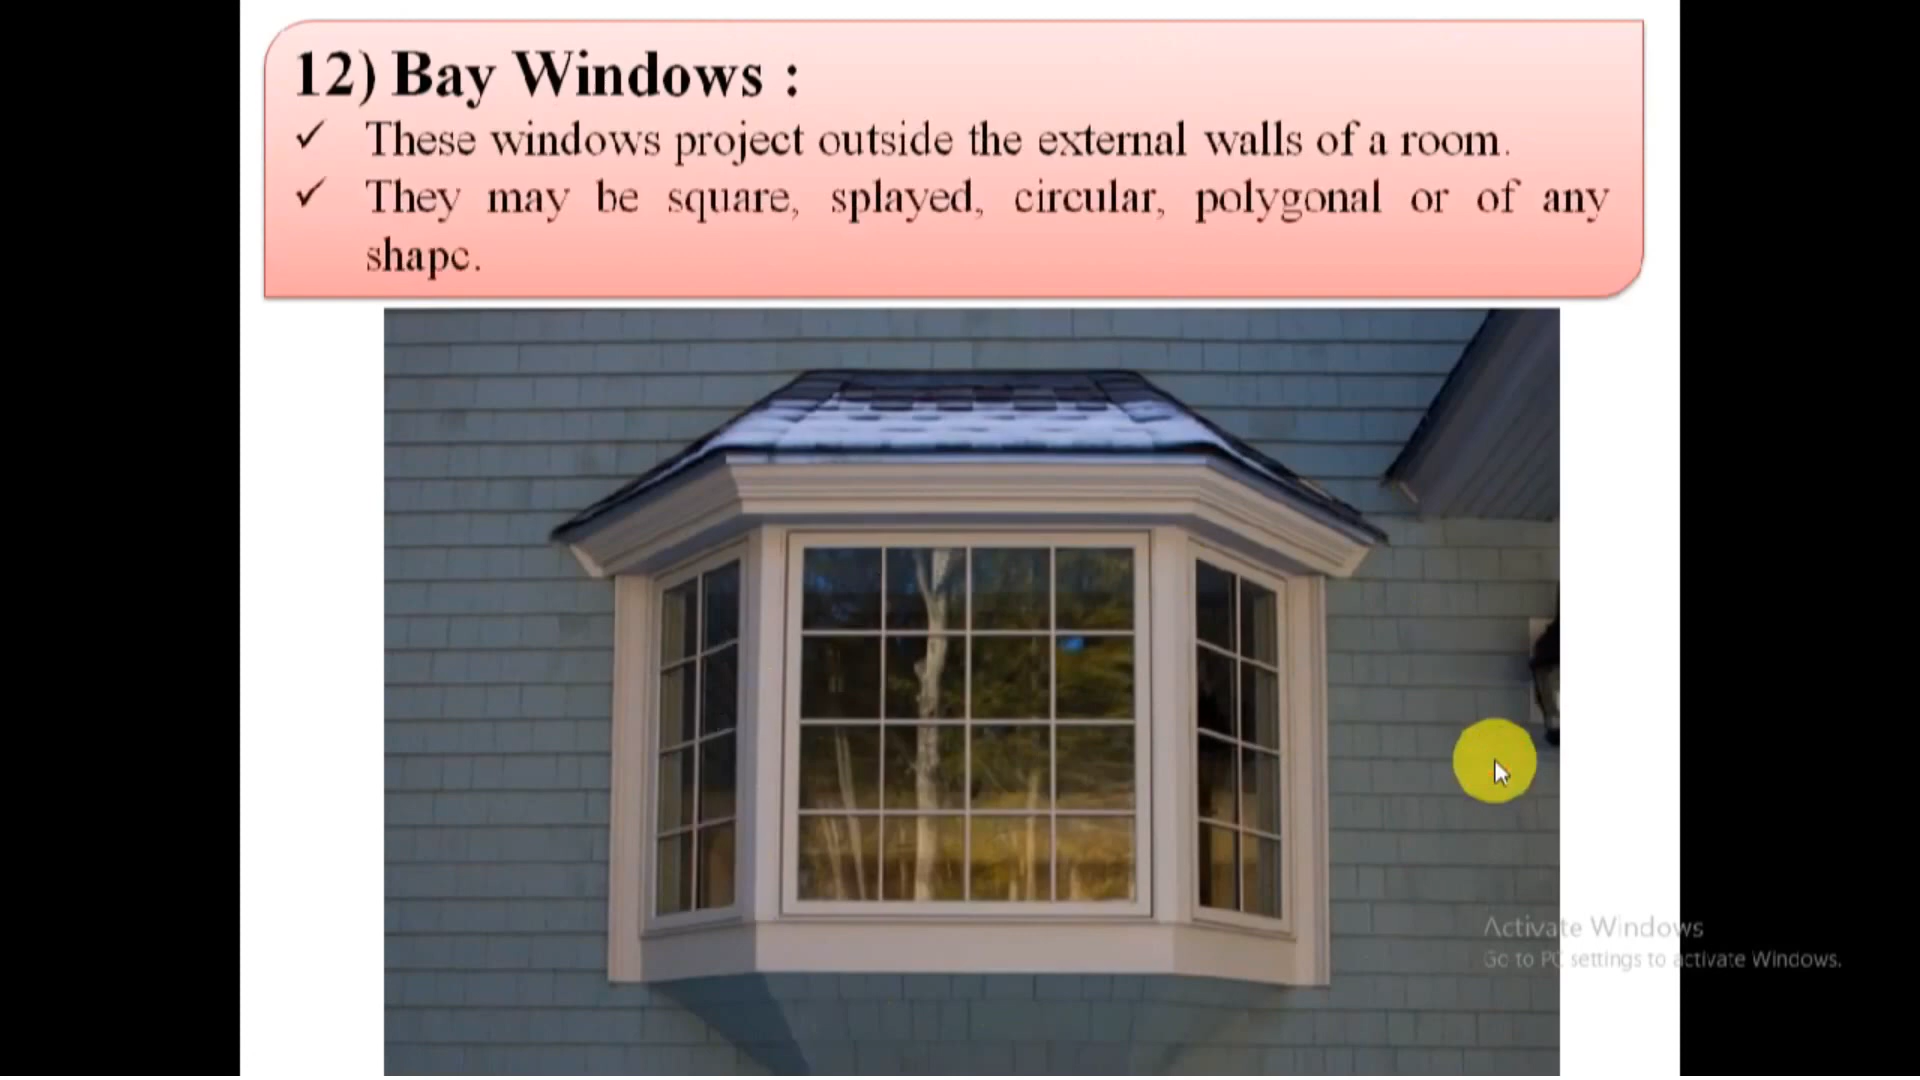 12) Bay Windows :
✓ These windows project outside the external walls of a room.
✓ They may be square, splayed, circular, polygonal or of any
shape.
Activate Windows
Go to PC settings to activate Windows.